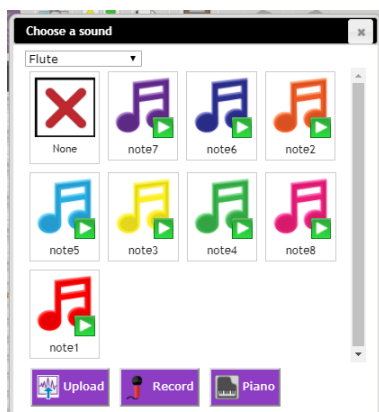 Choose a sound
Flute
None
note7
note6
note2
note5
note3
note4
note8
note1
Upload
Record
Piano